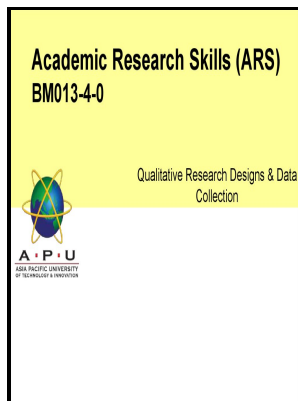 Academic Research Skills (ARS)
BM013-4-0
Qualitative Research Designs & Data
Collection
A · P · U
ASIA PACIFIC UNIVERSITY
OF TECHNOLOGY & INNOVATION